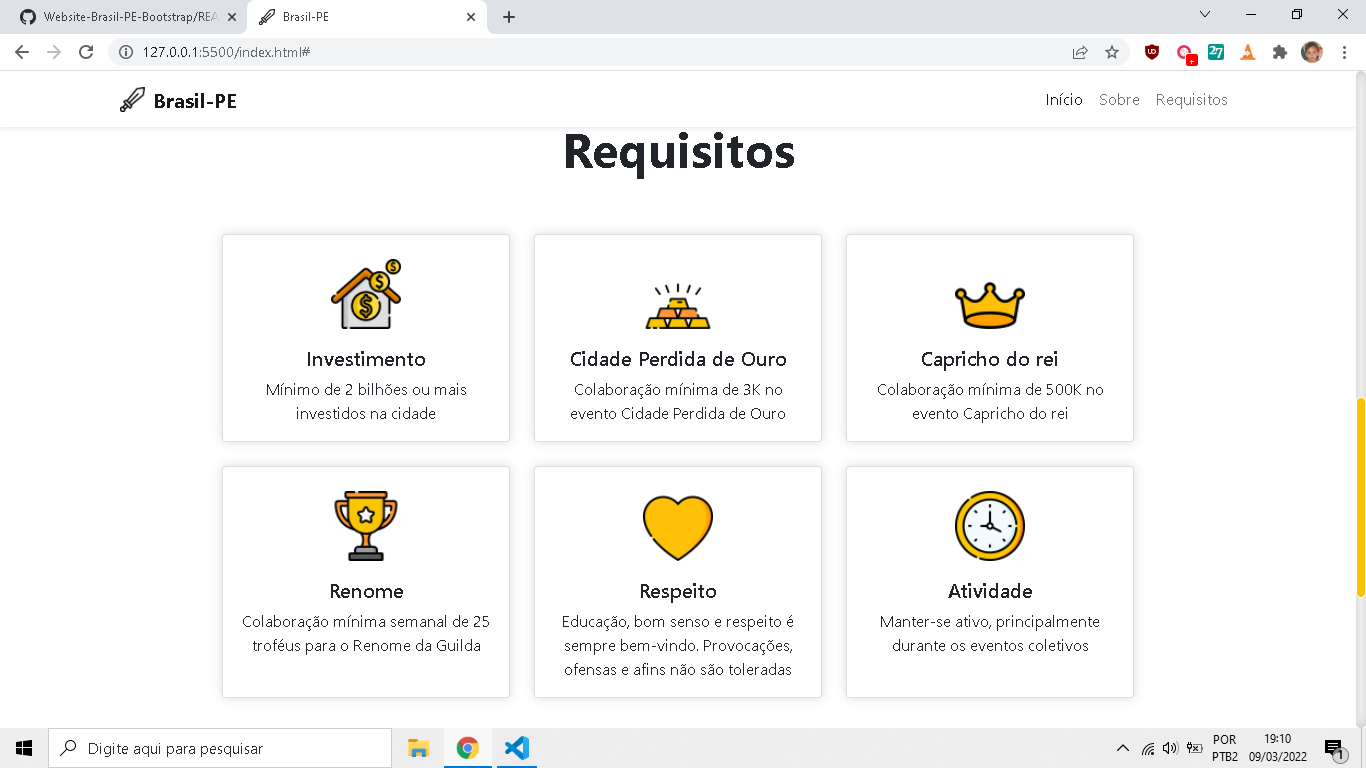 Website-Brasil-PE-Bootstrap/REA
Brasil-PE
127.0.0.1:5500/index.html#
27
Brasil-PE
Início Sobre Requisitos
Requisitos
Investimento
Mínimo de 2 bilhões ou mais
investidos na cidade
Cidade Perdida de Ouro
Colaboração mínima de 3K no
evento Cidade Perdida de Ouro
Capricho do rei
Colaboração mínima de 500K no
evento Capricho do rei
Renome
Colaboração mínima semanal de 25
troféus para o Renome da Guilda
Respeito
Educação, bom senso e respeito é
sempre bem-vindo. Provocações,
ofensas e afins não são toleradas
Atividade
Manter-se ativo, principalmente
durante os eventos coletivos
Digite aqui para pesquisar
POR
PTB2
19:10
09/03/2022
1